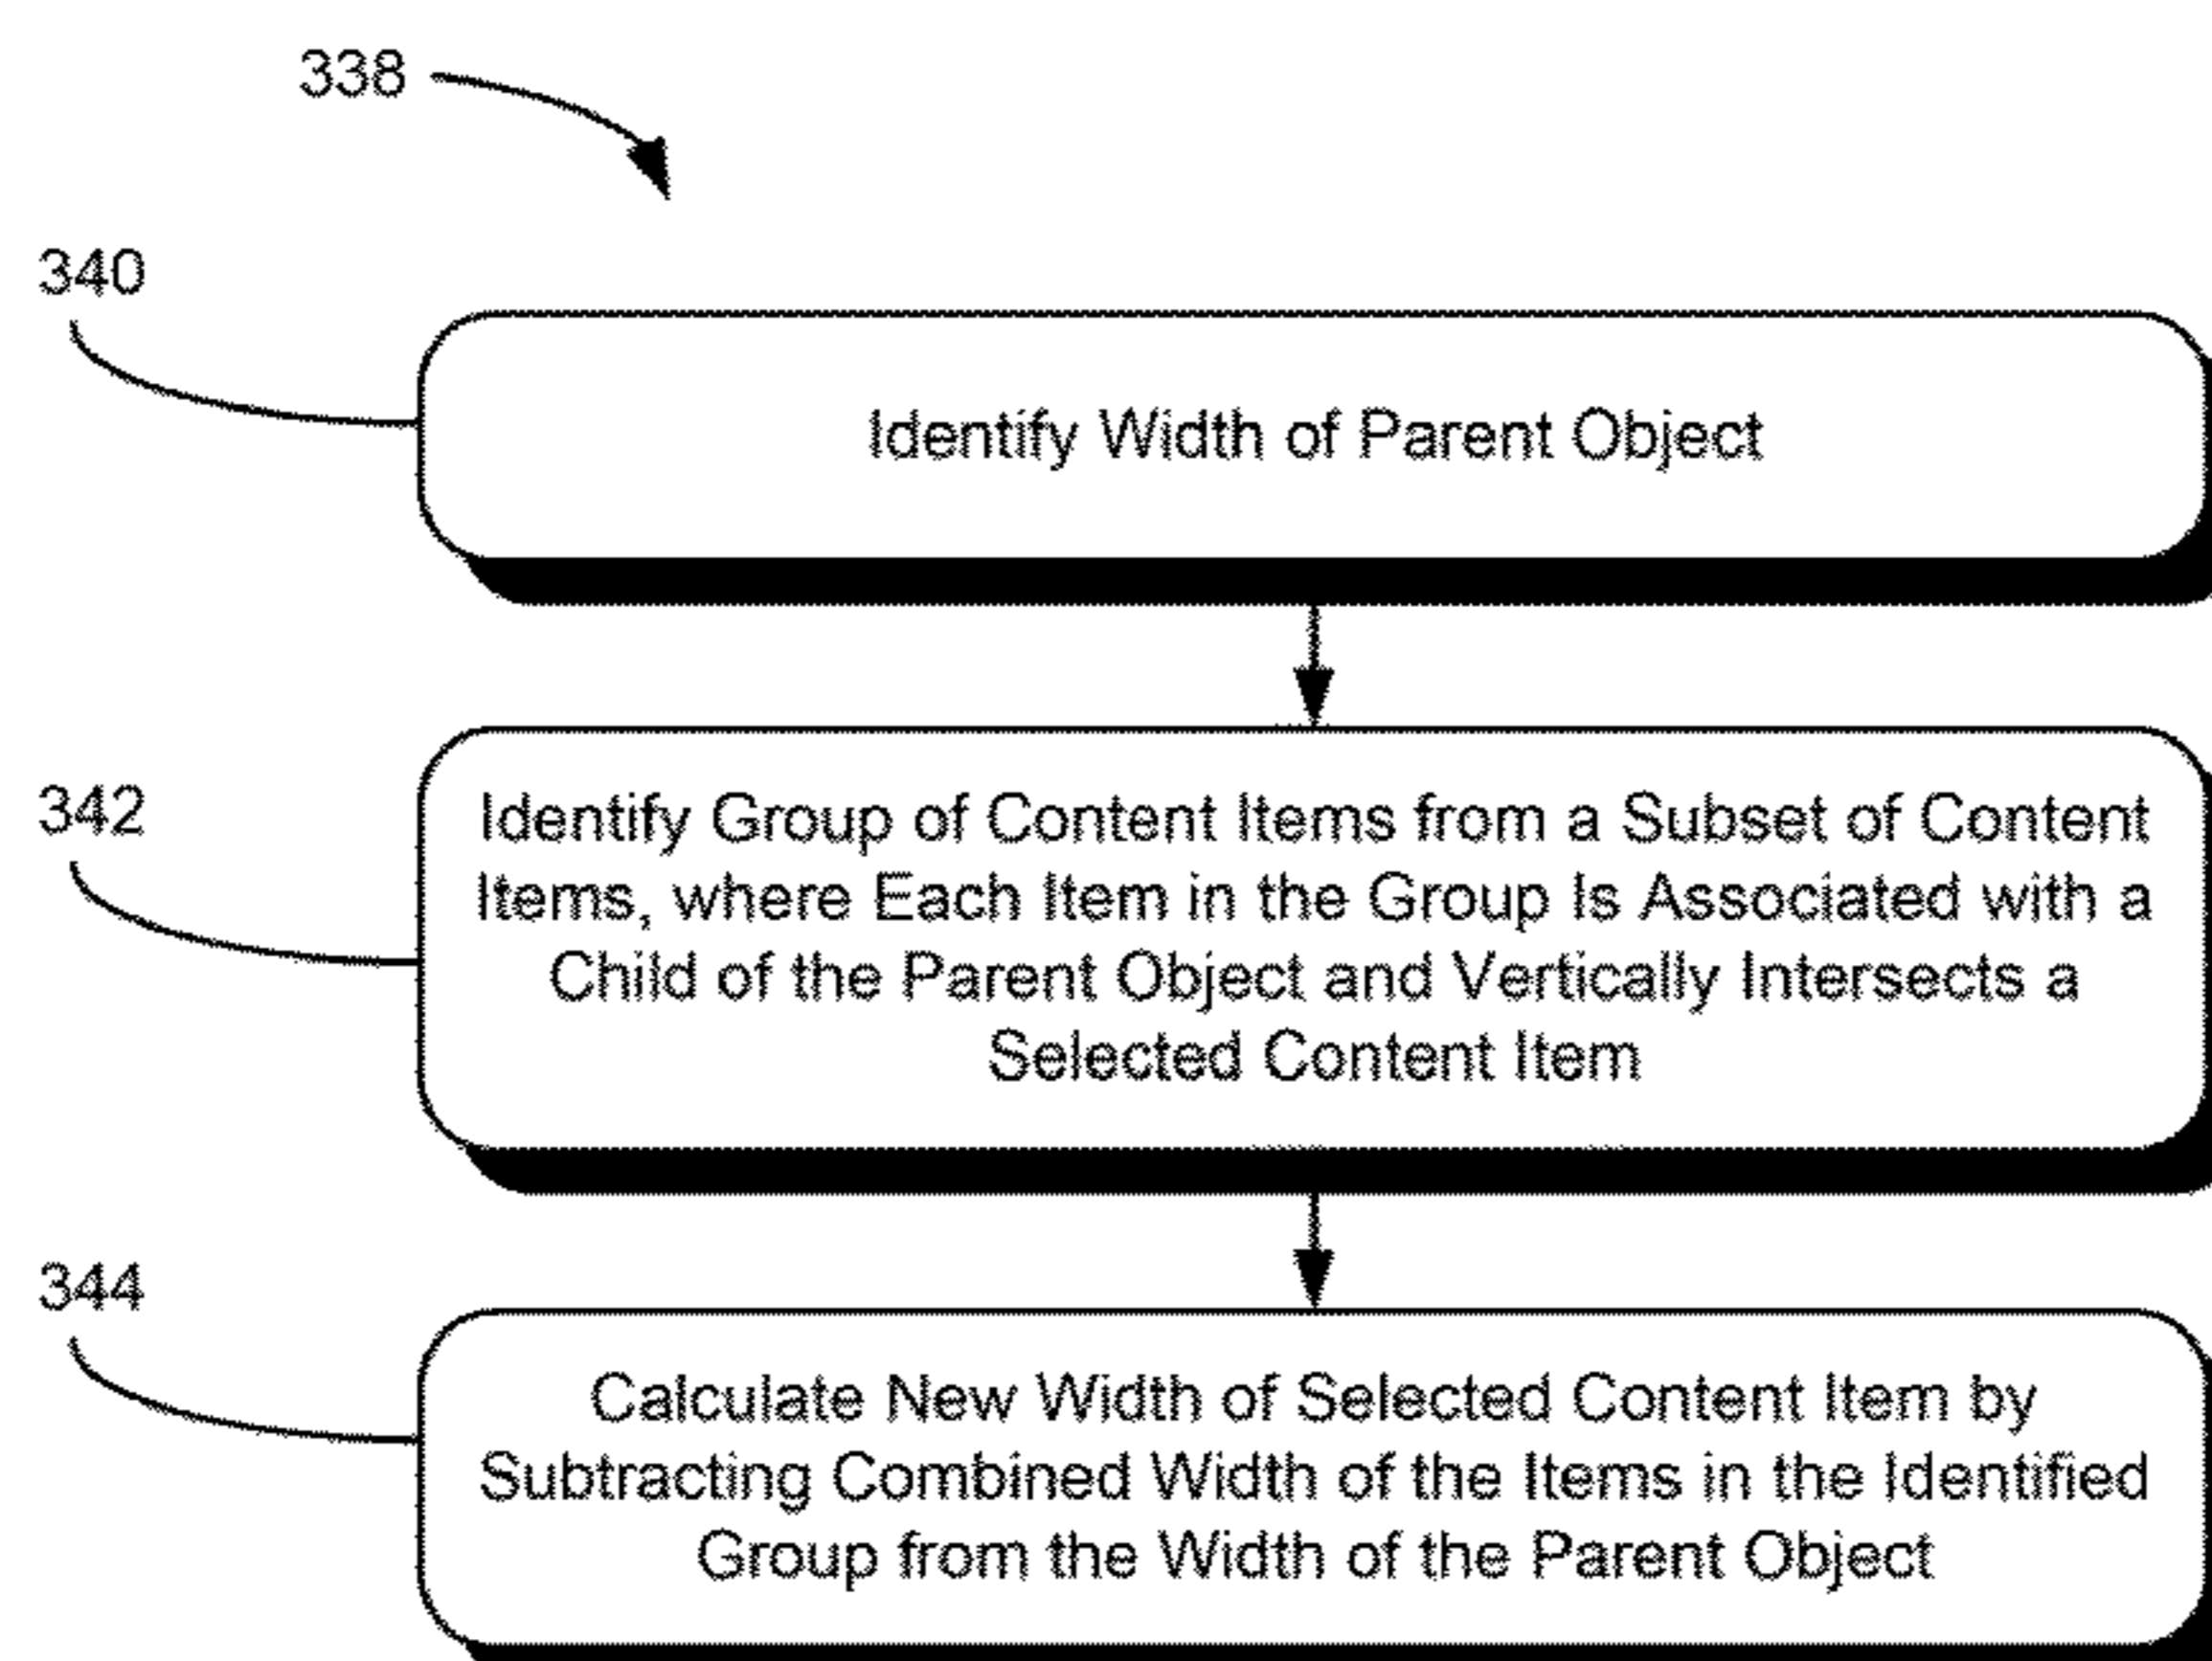 338
340
Identify Width of Parent Object
342
Identify Group of Content Items from a Subset of Content
Items, where Each Item in the Group Is Associated with a
Child of the Parent Object and Vertically Intersects a
Selected Content Item
344
Calculate New Width of Selected Content Item by
Subtracting Combined Width of the Items in the Identified
Group from the Width of the Parent Object